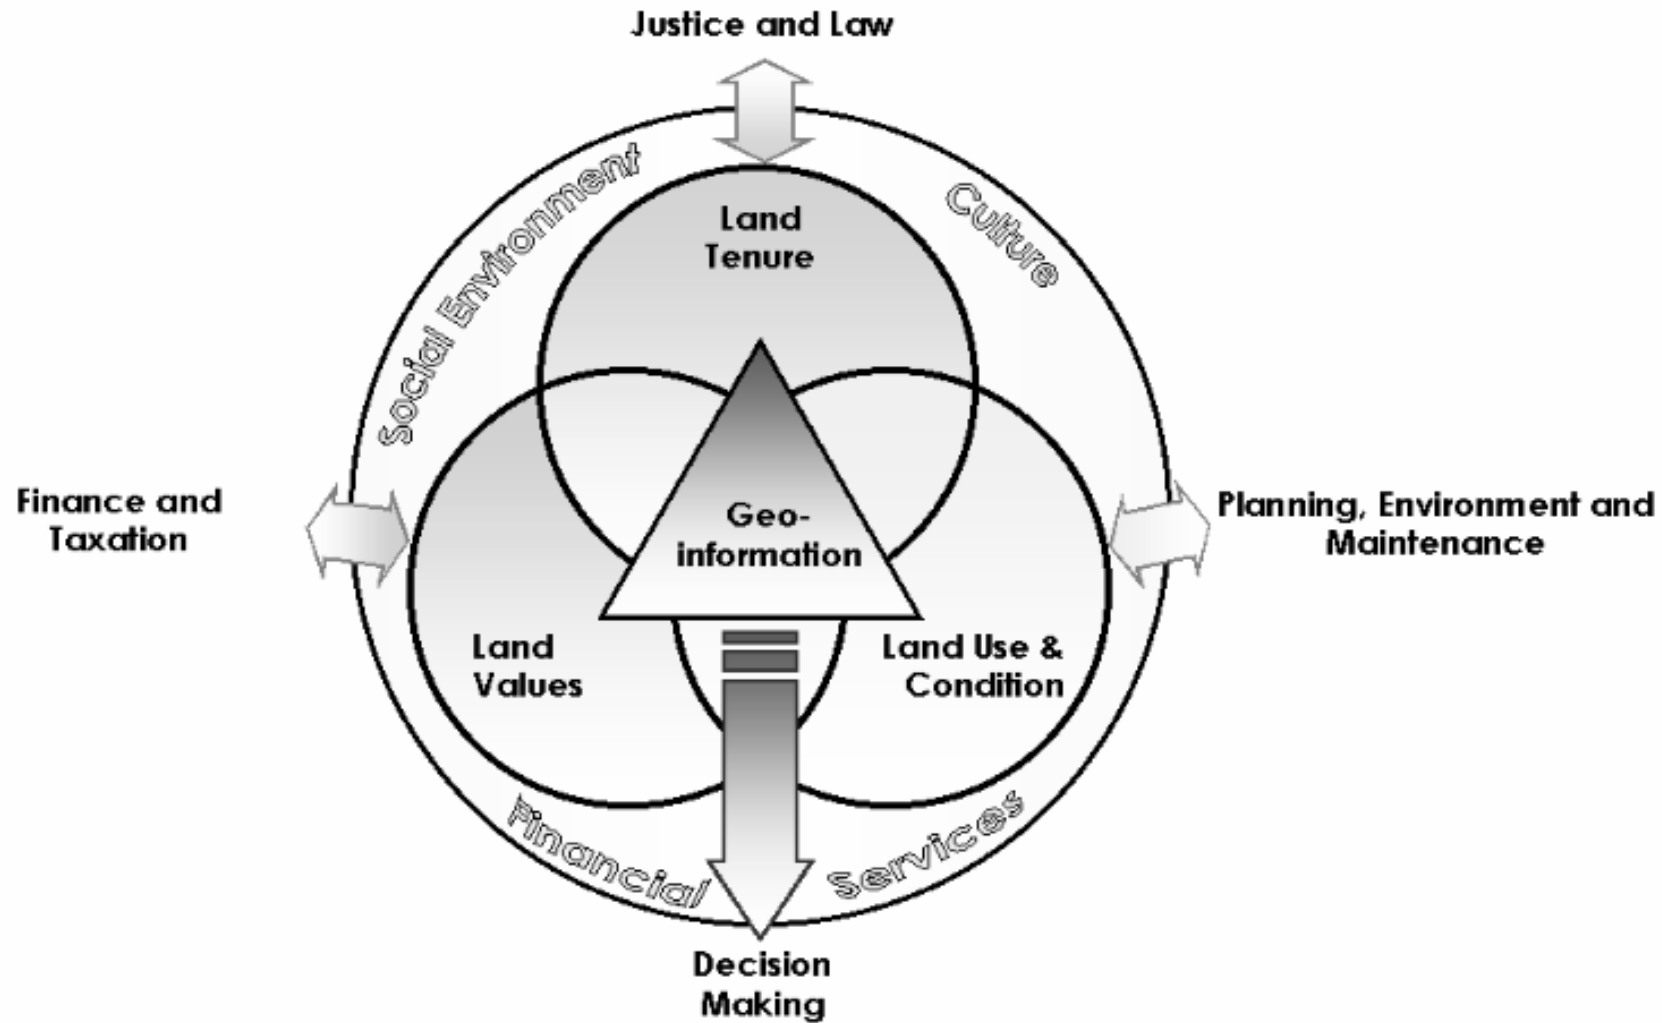 Justice and Law
Social Environment
Culture
Land
Tenure
Finance and
Taxation
Geo-
information
Planning, Environment and
Maintenance
Land
Values
Land Use &
Condition
Financial
Services
Decision
Making